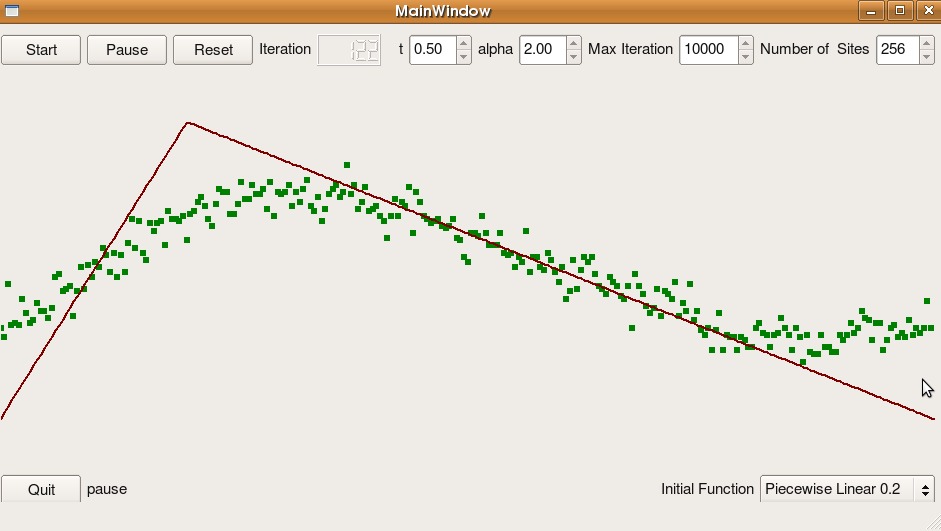 MainWindow
Start Pause Reset Iteration 122 t 0.50 alpha 2.00 Max Iteration 10000 Number of Sites 256
Quit pause Initial Function Piecewise Linear 0.2